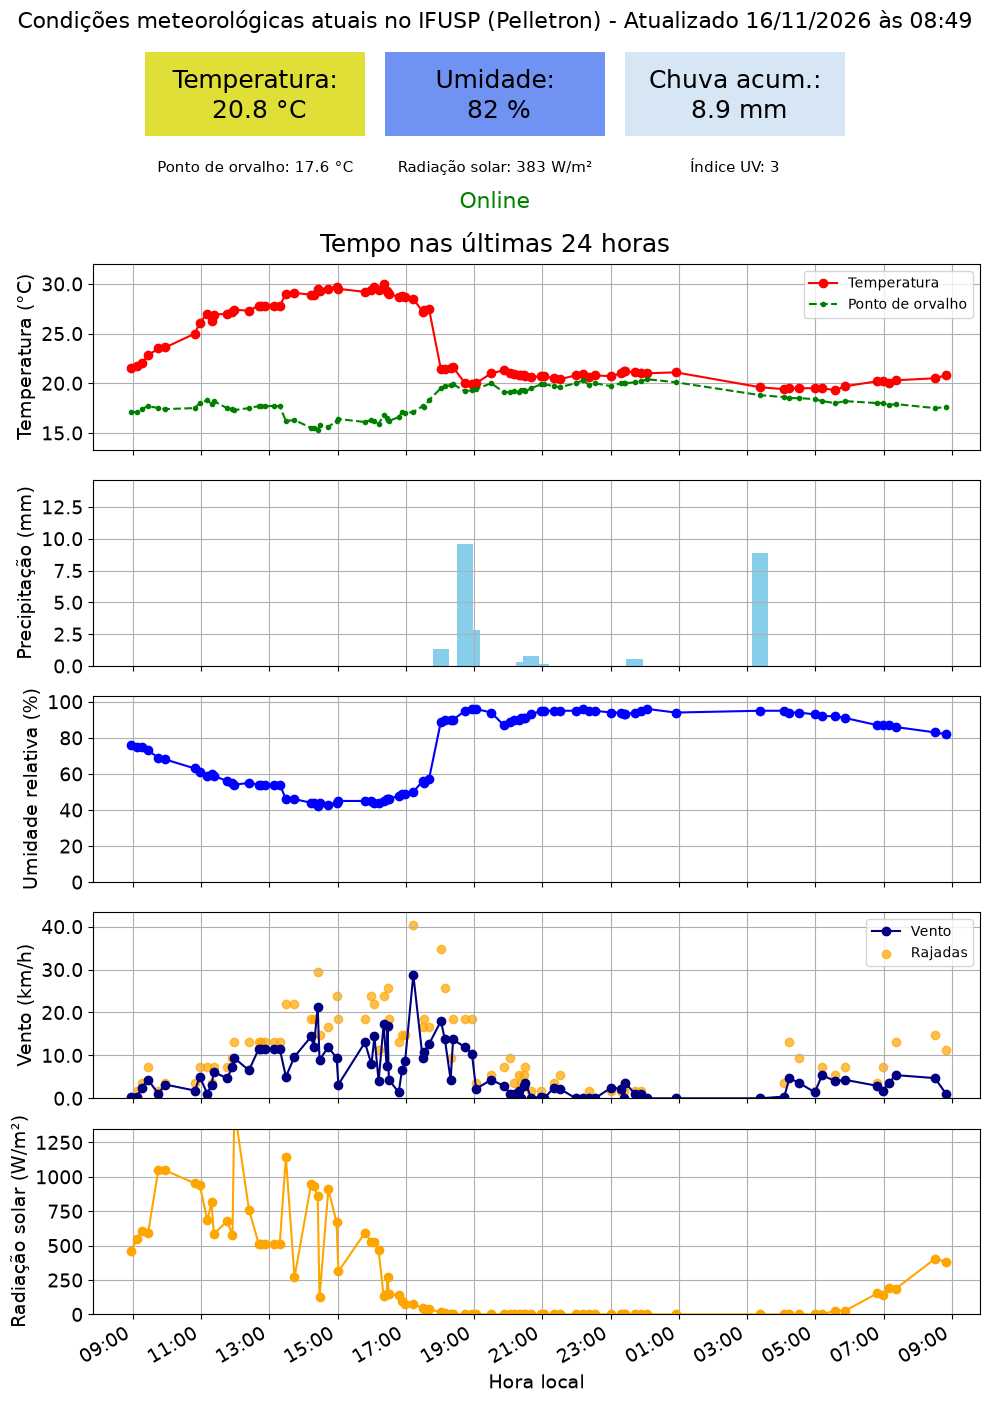 Condições meteorológicas atuais no IFUSP (Pelletron) - Atualizado 16/11/2026 às 08:49
Temperatura:
20.8 °C
Umidade:
82 %
Chuva acum.:
8.9 mm
Ponto de orvalho: 17.6 °C
Radiação solar: 383 W/m²
Índice UV: 3
Online
Tempo nas últimas 24 horas
Temperatura (°C)
30.0
25.0
20.0
15.0
Temperatura
Ponto de orvalho
Precipitação (mm)
12.5
10.0
7.5
5.0
2.5
0.0
Umidade relativa (%)
100
80
60
40
20
0
Vento (km/h)
40.0
30.0
20.0
10.0
0.0
Vento
Rajadas
Radiação solar (W/m²)
1250
1000
750
500
250
0
09:00
11:00
13:00
15:00
17:00
19:00
21:00
23:00
01:00
03:00
05:00
07:00
09:00
Hora local